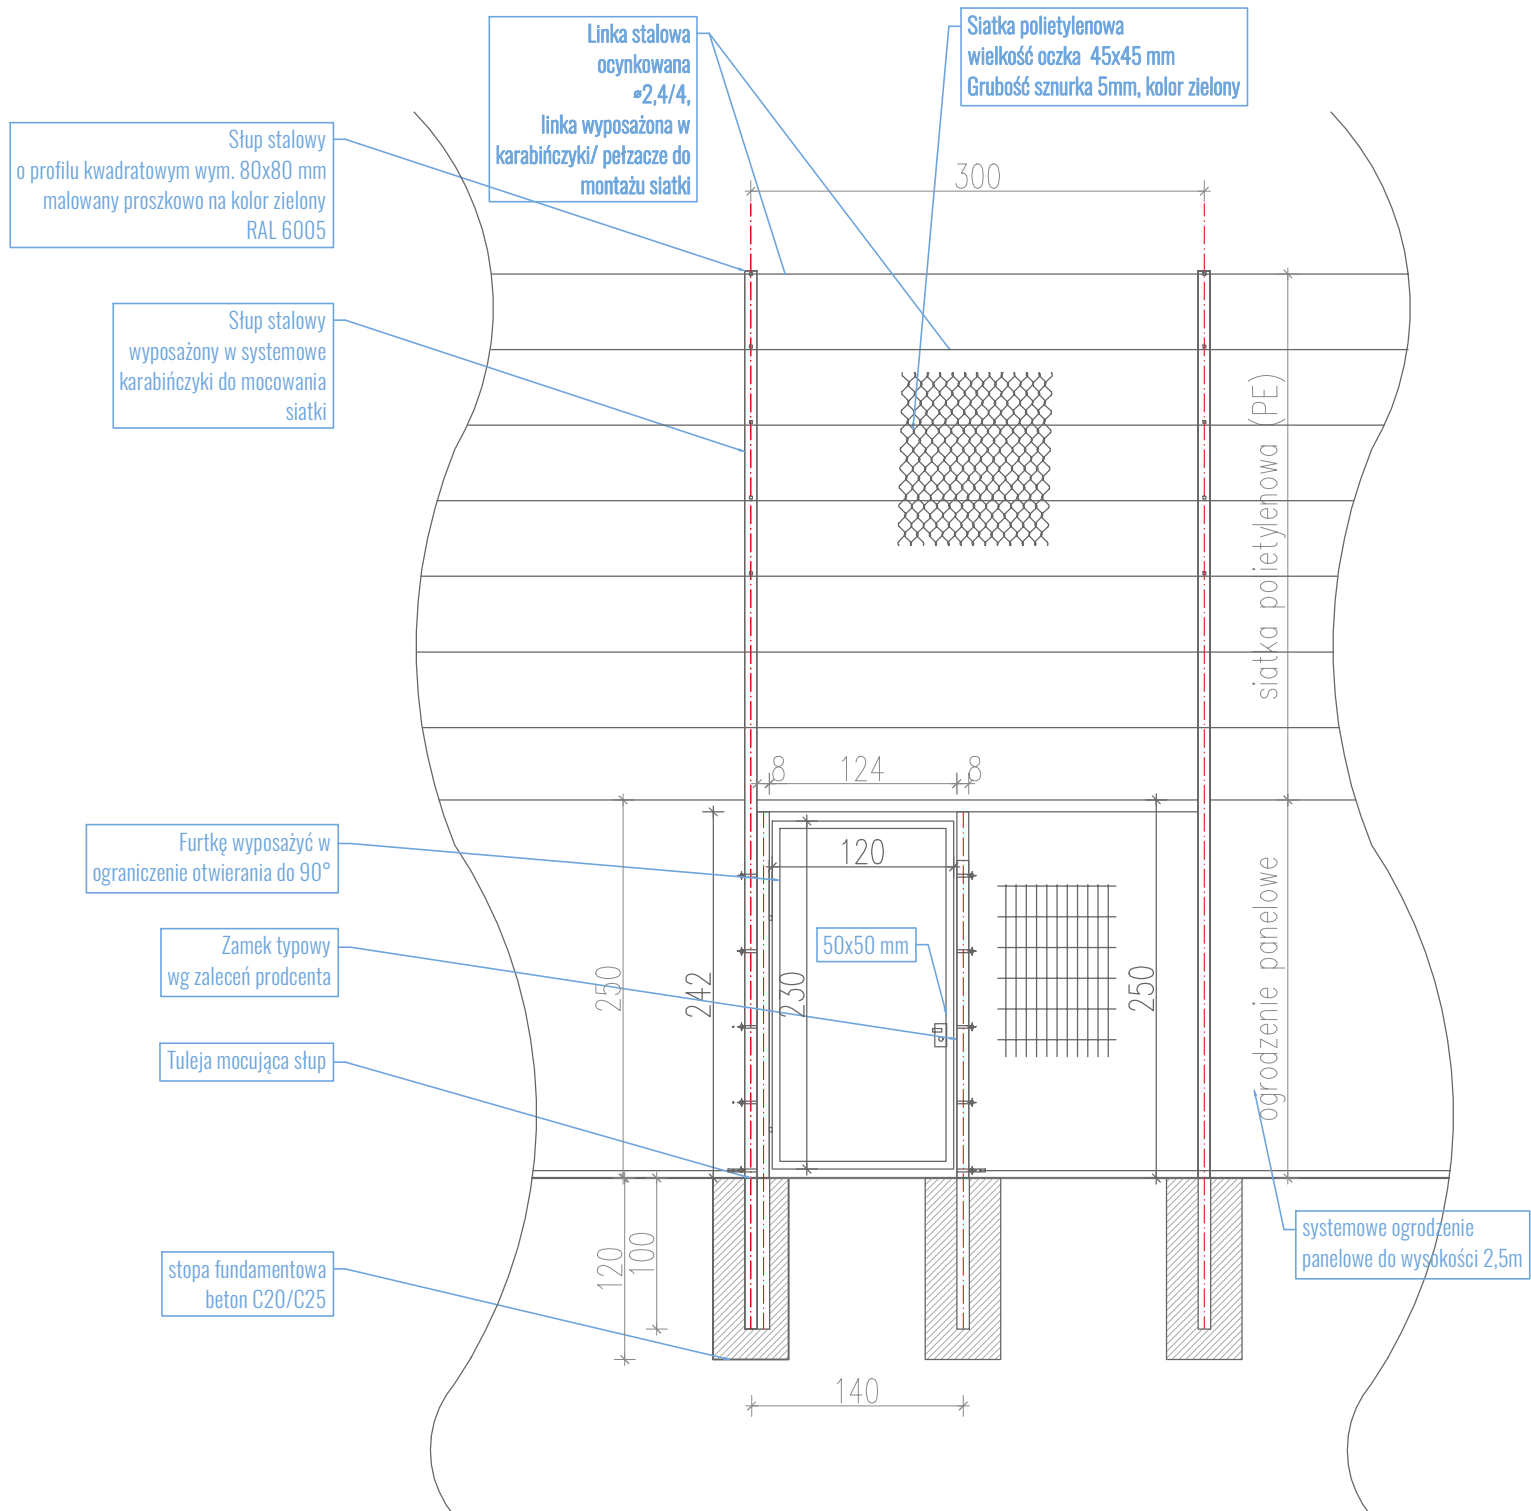 Linka stalowa
ocynkowana
⌀2,4/4,
linka wyposażona w
karabińczyki/ pełzacze do
montażu siatki
Siatka polietylenowa
wielkość oczka 45x45 mm
Grubość sznurka 5mm, kolor zielony
Słup stalowy
o profilu kwadratowym wym. 80x80 mm
malowany proszkowo na kolor zielony
RAL 6005
300
Słup stalowy
wyposażony w systemowe
karabińczyki do mocowania
siatki
siatka polietylenowa (PE)
8
124
8
Furtkę wyposażyć w
ograniczenie otwierania do 90°
120
Zamek typowy
wg zaleceń prodcenta
50x50 mm
250
242
230
250
ogrodzenie panelowe
Tuleja mocująca słup
systemowe ogrodzenie
panelowe do wysokości 2,5m
120
100
stopa fundamentowa
beton C20/C25
140